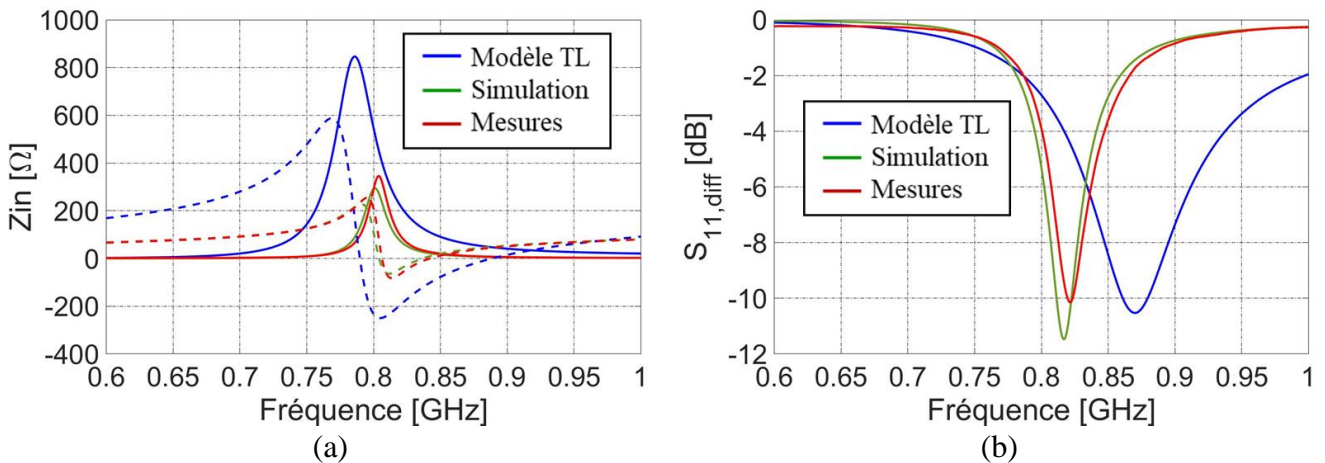 1000
800
600
400
200
0
-200
-400
Zin [Ω]
0.6 0.65 0.7 0.75 0.8 0.85 0.9 0.95 1
Fréquence [GHz]
Modèle TL
Simulation
Mesures
(a)
0
-2
-4
-6
-8
-10
-12
S11,diff [dB]
0.6 0.65 0.7 0.75 0.8 0.85 0.9 0.95 1
Fréquence [GHz]
Modèle TL
Simulation
Mesures
(b)